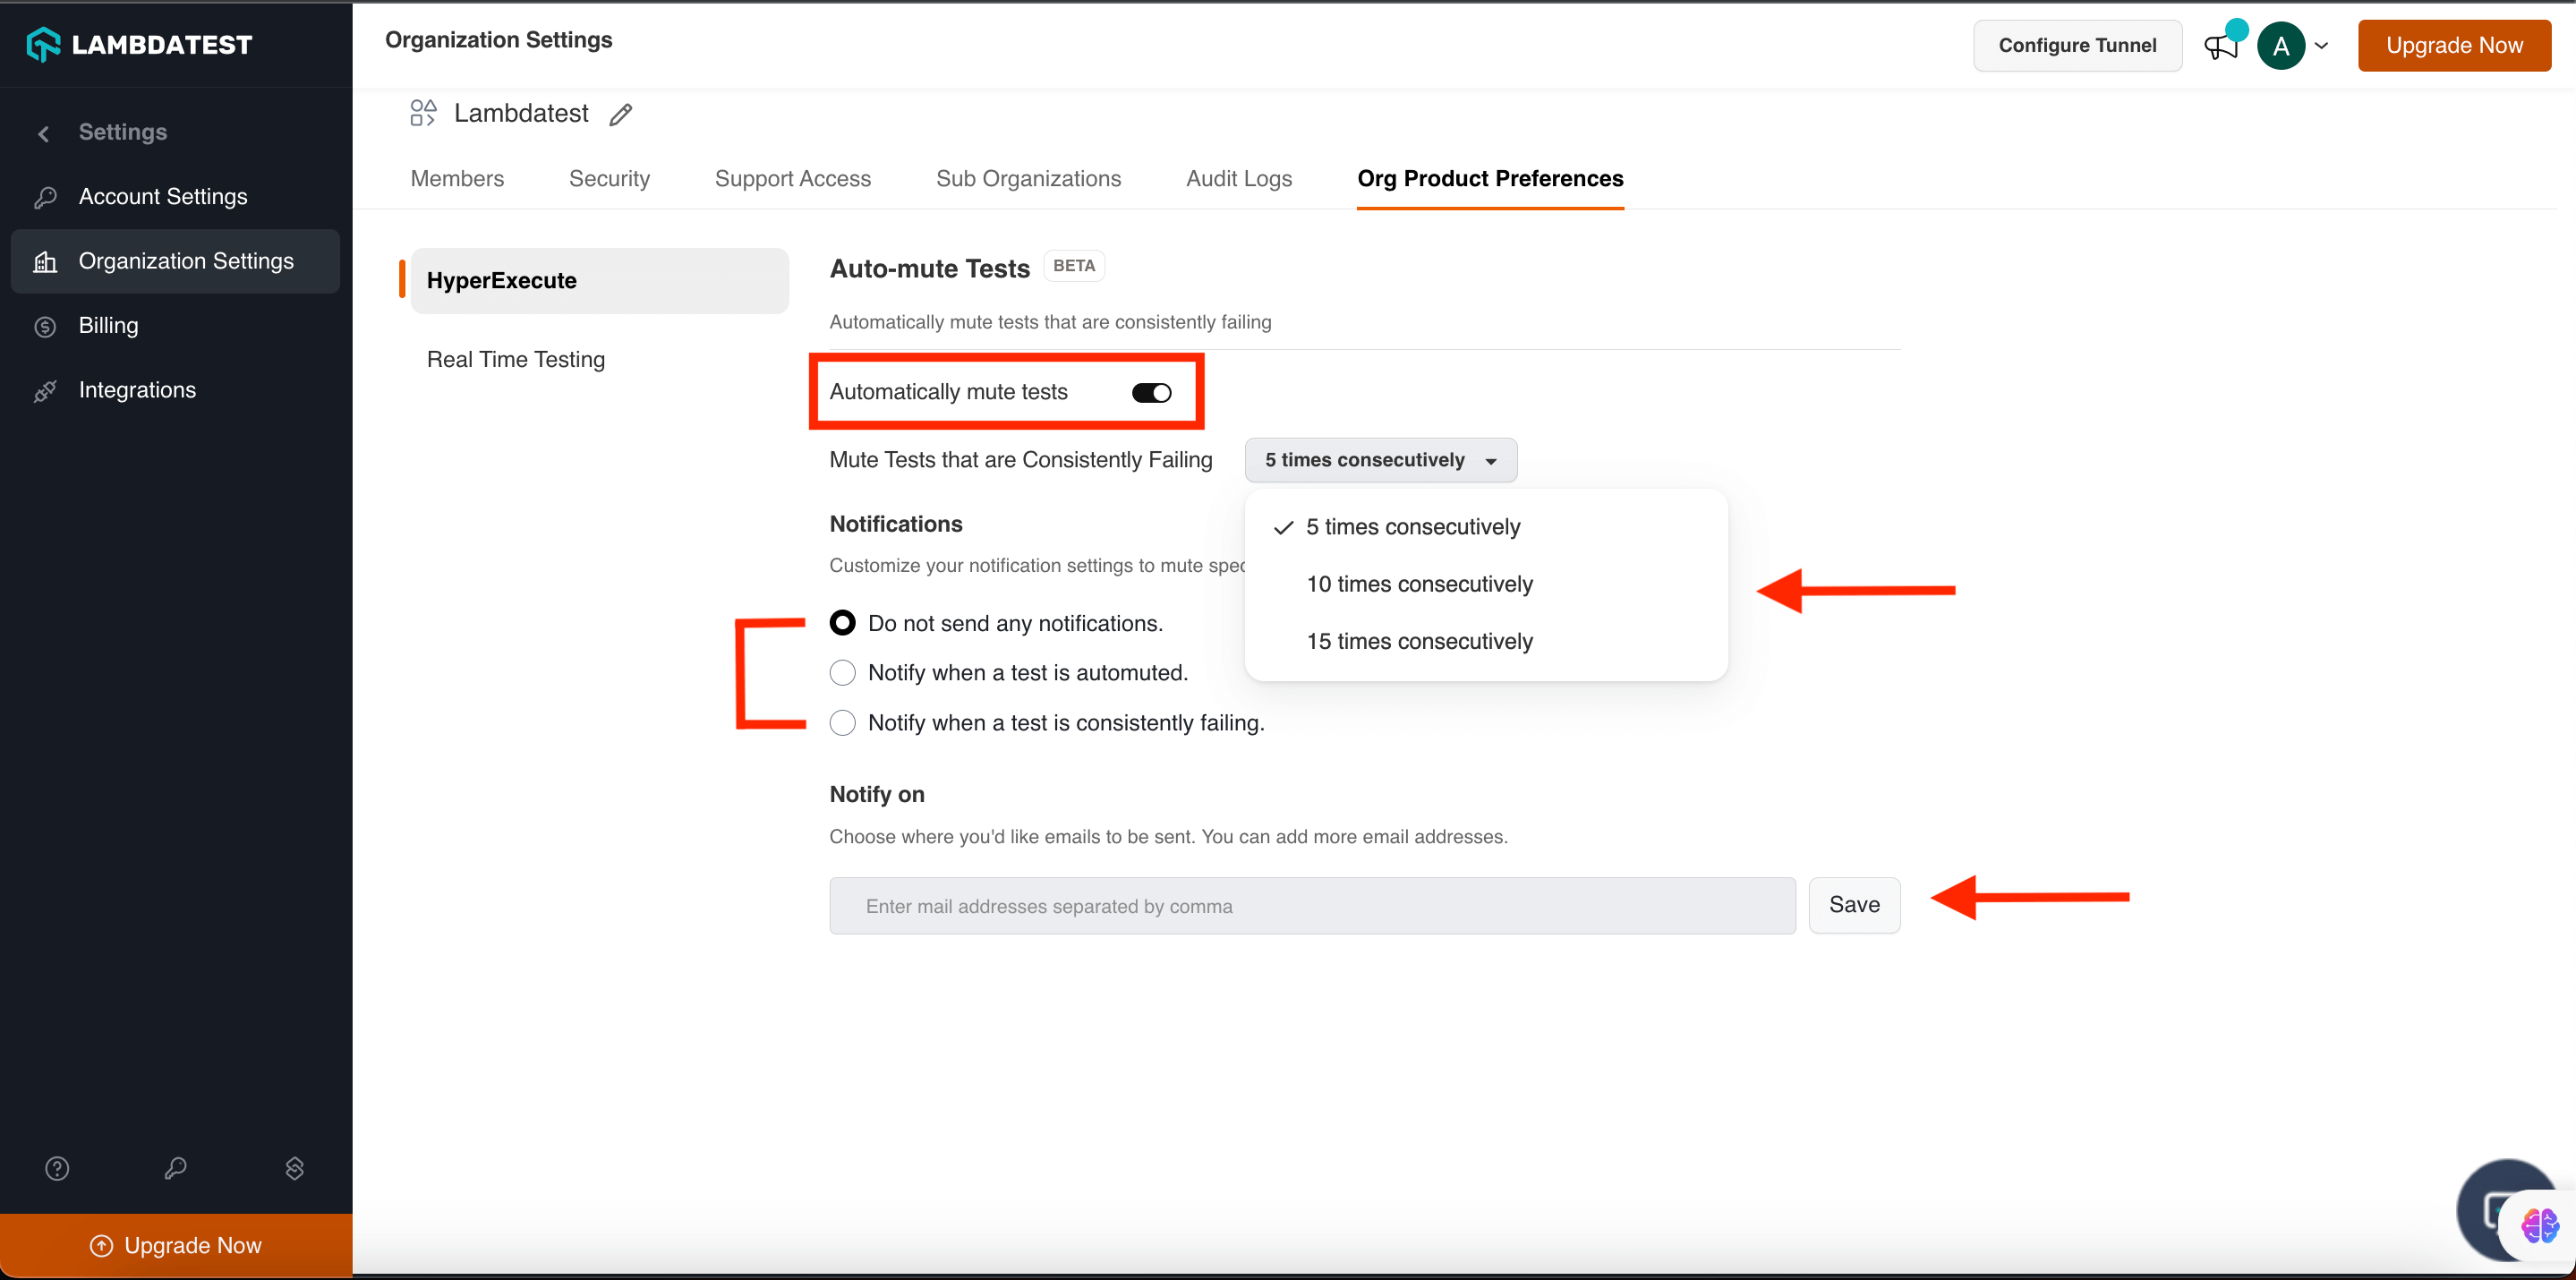 LAMBDATEST
Organization Settings
Configure Tunnel
A
Upgrade Now
Settings
Account Settings
Organization Settings
Billing
Integrations
Lambdatest
Members
Security
Support Access
Sub Organizations
Audit Logs
Org Product Preferences
HyperExecute
Real Time Testing
Auto-mute Tests BETA
Automatically mute tests that are consistently failing
Automatically mute tests
Mute Tests that are Consistently Failing
5 times consecutively
5 times consecutively
10 times consecutively
15 times consecutively
Notifications
Customize your notification settings to mute spec
Do not send any notifications.
Notify when a test is automuted.
Notify when a test is consistently failing.
Notify on
Choose where you'd like emails to be sent. You can add more email addresses.
Enter mail addresses separated by comma
Save
Upgrade Now